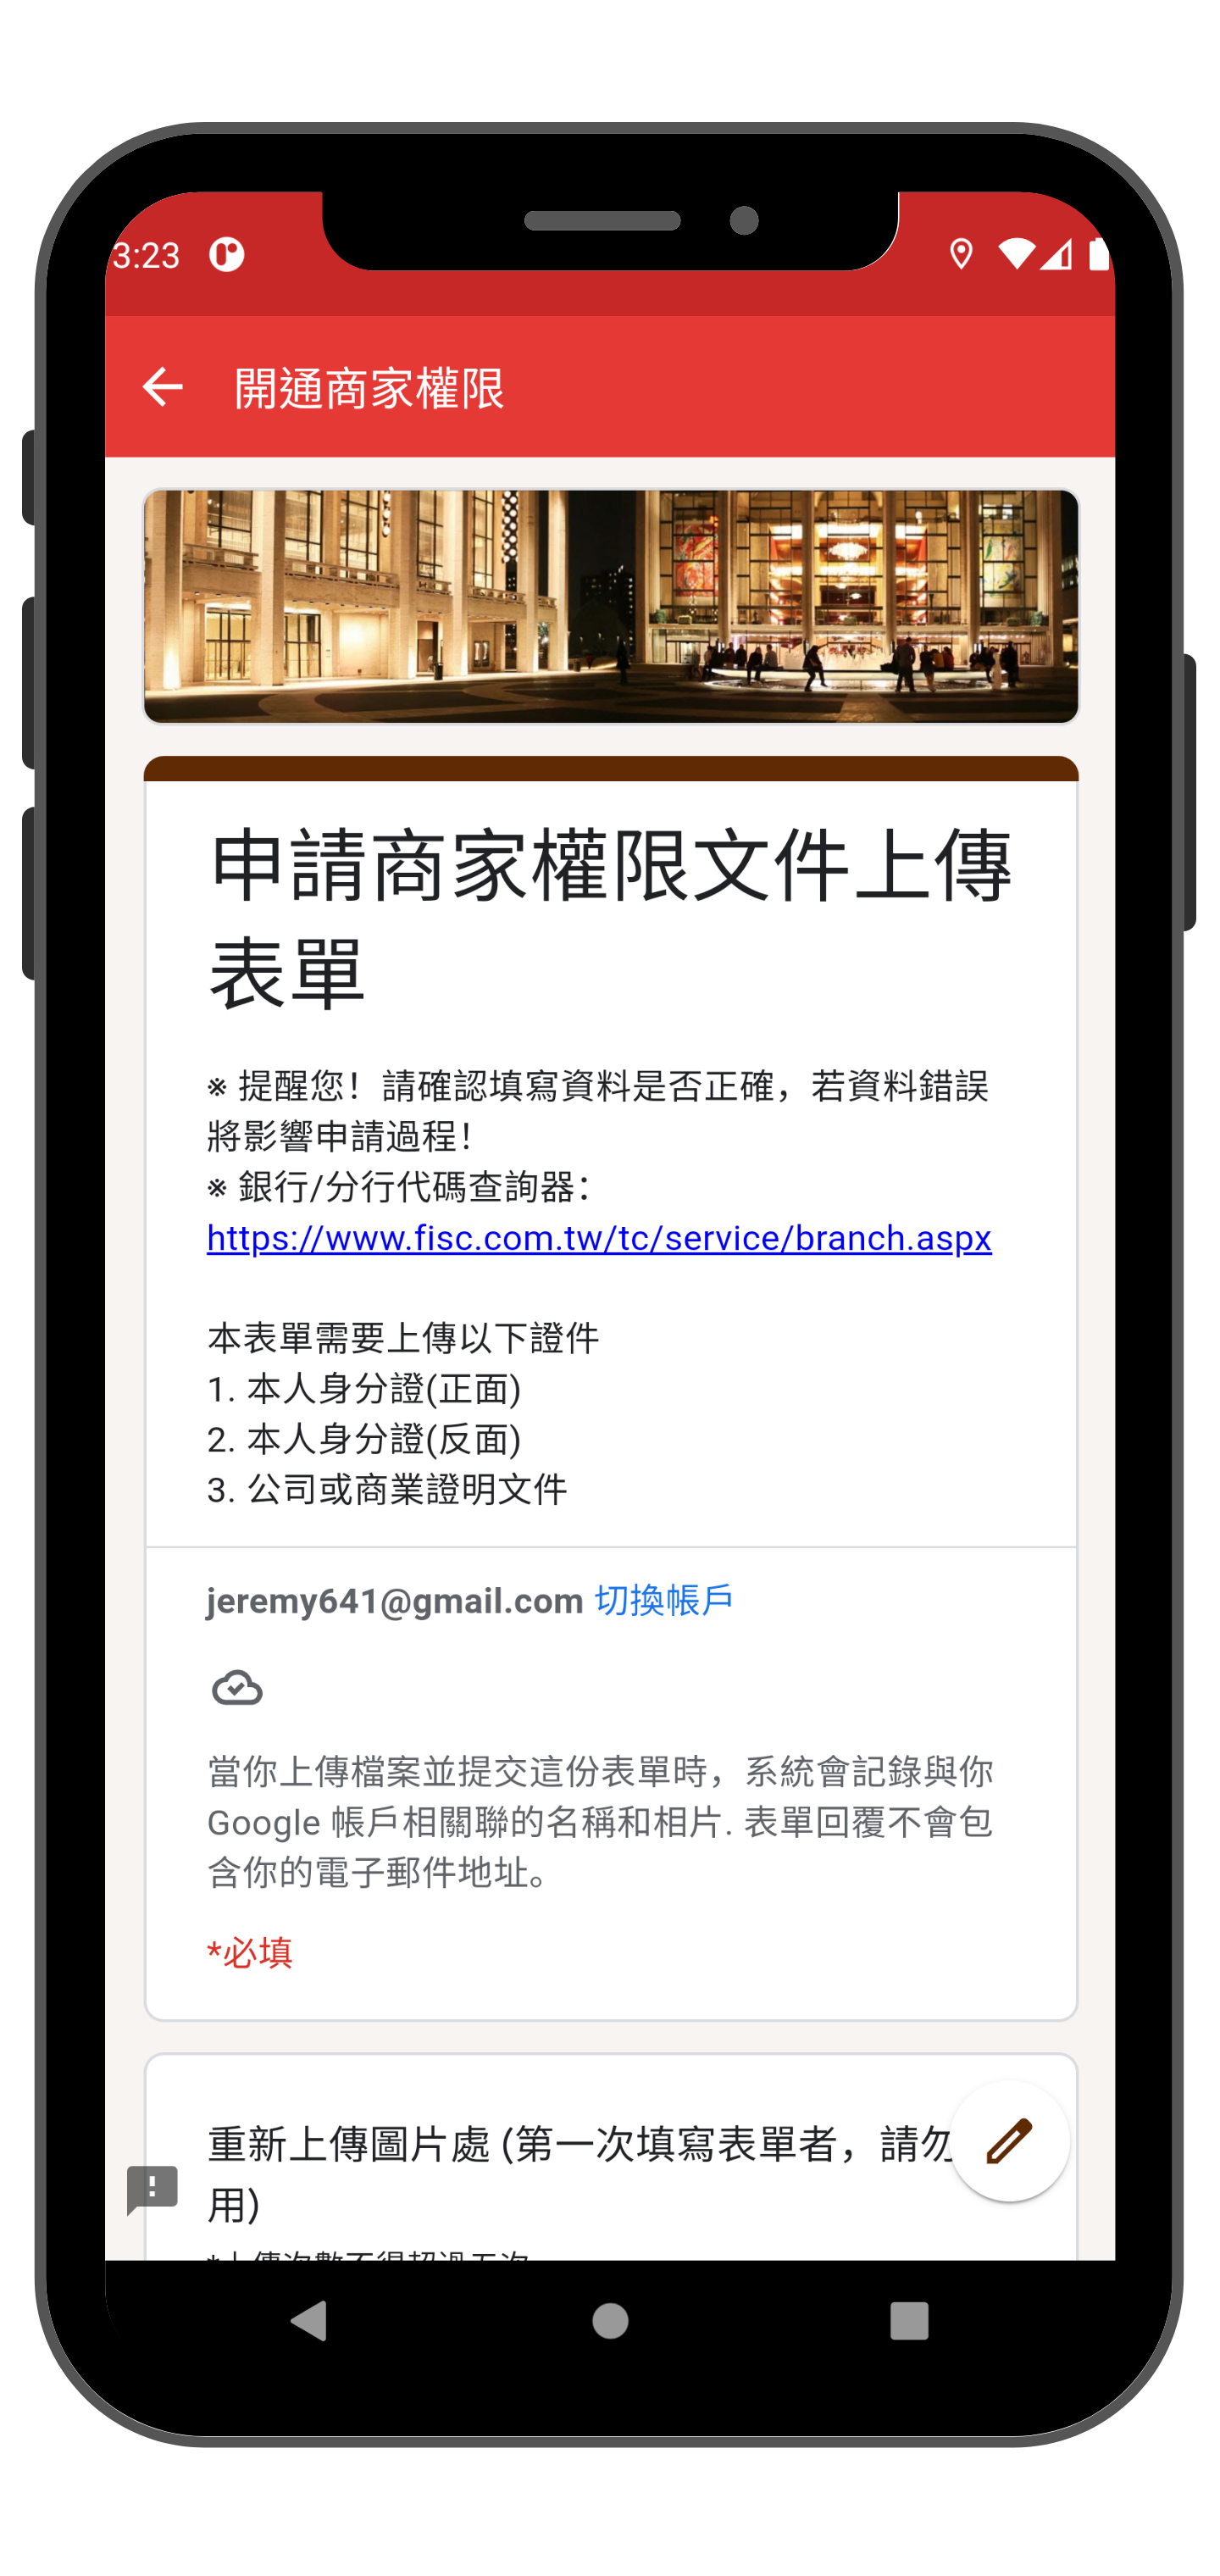 3:23
開通商家權限
申請商家權限文件上傳
表單
※ 提醒您！請確認填寫資料是否正確，若資料錯誤
將影響申請過程！
※ 銀行/分行代碼查詢器：
https://www.fisc.com.tw/tc/service/branch.aspx
本表單需要上傳以下證件
1. 本人身分證(正面)
2. 本人身分證(反面)
3. 公司或商業證明文件
jeremy641@gmail.com 切換帳戶
當你上傳檔案並提交這份表單時，系統會記錄與你
Google 帳戶相關聯的名稱和相片. 表單回覆不會包
含你的電子郵件地址。
*必填
重新上傳圖片處 (第一次填寫表單者，請勿
用)